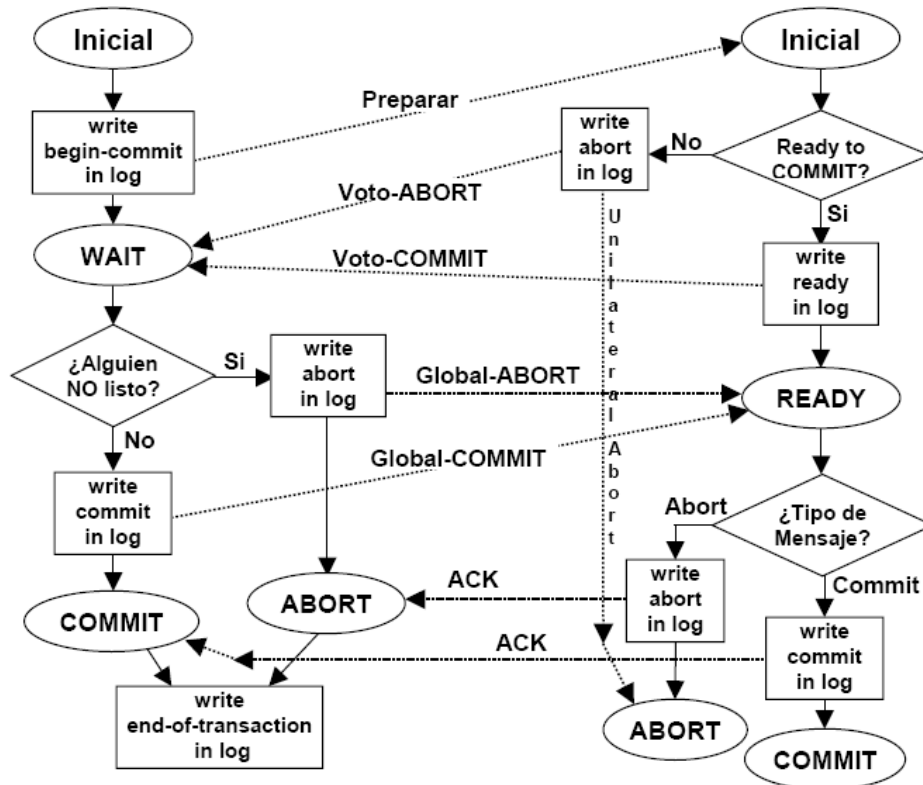 Inicial
Inicial
Preparar
write
begin-commit
in log
write
abort
in log
No
Ready to
COMMIT?
Voto-ABORT
Si
Unilateral Abort
WAIT
Voto-COMMIT
write
ready
in log
¿Alguien
NO listo?
Si
write
abort
in log
Global-ABORT
READY
No
Global-COMMIT
write
commit
in log
Abort
¿Tipo de
Mensaje?
Commit
ACK
write
abort
in log
ABORT
COMMIT
ACK
write
commit
in log
write
end-of-transaction
in log
ABORT
COMMIT